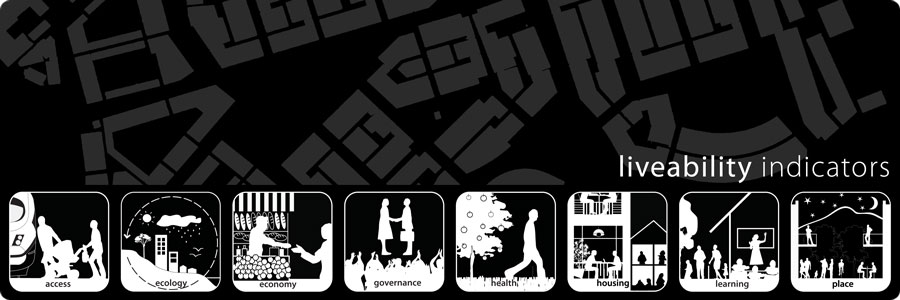 liveability indicators
access
ecology
economy
governance
health
housing
learning
place